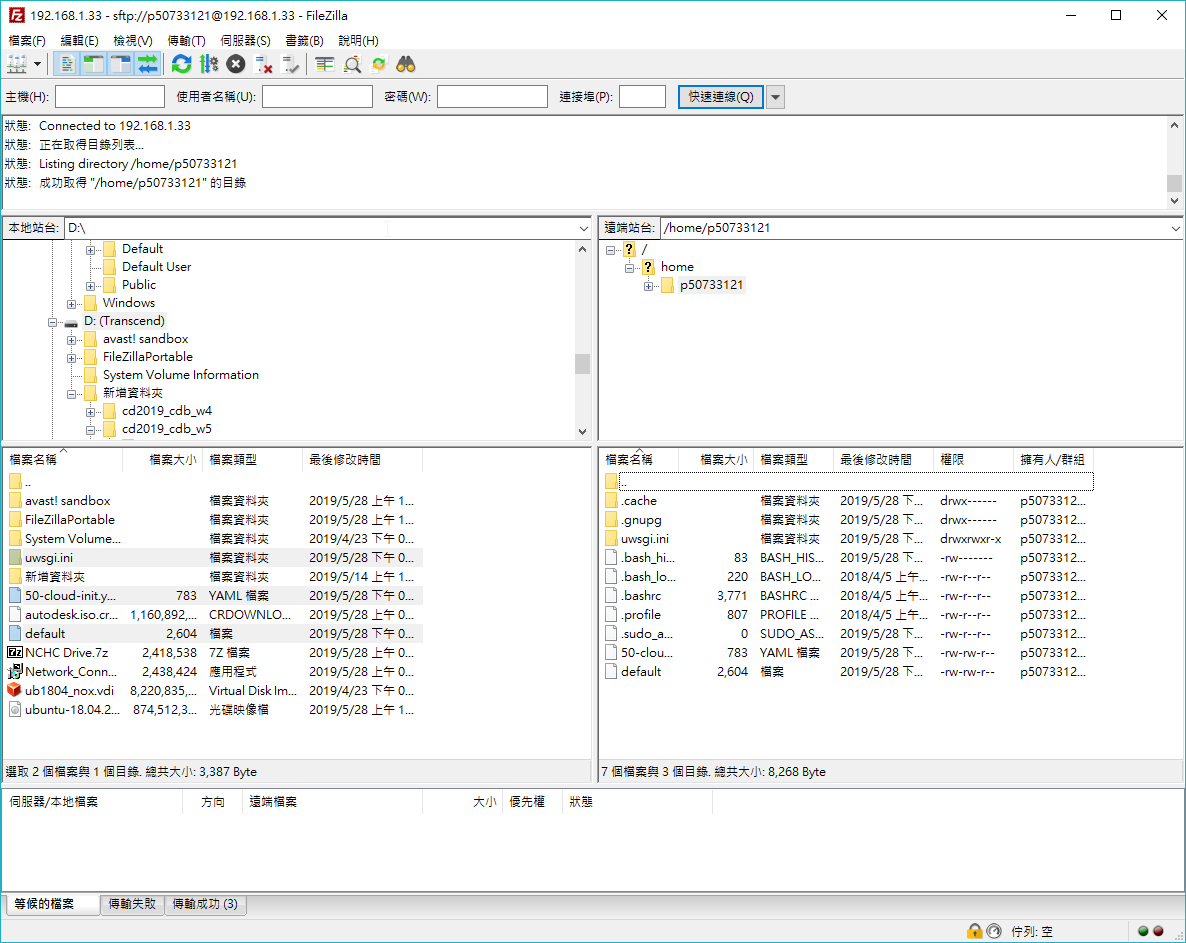 192.168.1.33 - sftp://p50733121@192.168.1.33 - FileZilla
檔案(F) 編輯(E) 檢視(V) 傳輸(T) 伺服器(S) 書籤(B) 說明(H)
主機(H): 使用者名稱(U): 密碼(W): 連接埠(P): 快速連線(Q)
狀態: Connected to 192.168.1.33
狀態: 正在取得目錄列表...
狀態: Listing directory /home/p50733121
狀態: 成功取得 "/home/p50733121" 的目錄
本地站台: D:\
Default
Default User
Public
Windows
D: (Transcend)
avast! sandbox
FileZillaPortable
System Volume Information
新增資料夾
cd2019_cdb_w4
cd2019_cdb_w5
遠端站台: /home/p50733121
/
home
p50733121
檔案名稱 檔案大小 檔案類型 最後修改時間
..
avast! sandbox 檔案資料夾 2019/5/28 上午 1...
FileZillaPortable 檔案資料夾 2019/5/28 上午 1...
System Volume... 檔案資料夾 2019/4/23 下午 0...
uwsgi.ini 檔案資料夾 2019/5/28 下午 0...
新增資料夾 檔案資料夾 2019/5/14 上午 1...
50-cloud-init.y... 783 YAML 檔案 2019/5/28 下午 0...
autodesk.iso.cr... 1,160,892,... CRDOWNLO... 2019/5/28 下午 0...
default 2,604 檔案 2019/5/28 下午 0...
NCHC Drive.7z 2,418,538 7Z 檔案 2019/5/28 下午 0...
Network_Conn... 2,438,424 應用程式 2019/5/28 下午 0...
ub1804_nox.vdi 8,220,835,... Virtual Disk Im... 2019/4/23 下午 0...
ubuntu-18.04.2... 874,512,3... 光碟映像檔 2019/5/28 上午 1...
選取 2 個檔案與 1 個目錄. 總共大小: 3,387 Byte
檔案名稱 檔案大小 檔案類型 最後修改時間 權限 擁有人/群組
..
.cache 檔案資料夾 2019/5/28 下... drwx------ p5073312...
.gnupg 檔案資料夾 2019/5/28 下... drwx------ p5073312...
uwsgi.ini 檔案資料夾 2019/5/28 下... drwxrwxr-x p5073312...
.bash_hi... 83 BASH_HIS... 2019/5/28 下... -rw------- p5073312...
.bash_lo... 220 BASH_LO... 2018/4/5 上午... -rw-r--r-- p5073312...
.bashrc 3,771 BASHRC ... 2018/4/5 上午... -rw-r--r-- p5073312...
.profile 807 PROFILE ... 2018/4/5 上午... -rw-r--r-- p5073312...
.sudo_a... 0 SUDO_AS... 2019/5/28 下... -rw-r--r-- p5073312...
50-clou... 783 YAML 檔案 2019/5/28 下... -rw-rw-r-- p5073312...
default 2,604 檔案 2019/5/28 下... -rw-rw-r-- p5073312...
7 個檔案與 3 個目錄. 總共大小: 8,268 Byte
伺服器/本地檔案 方向 遠端檔案 大小 優先權 狀態
等候的檔案 傳輸失敗 傳輸成功 (3)
佇列: 空